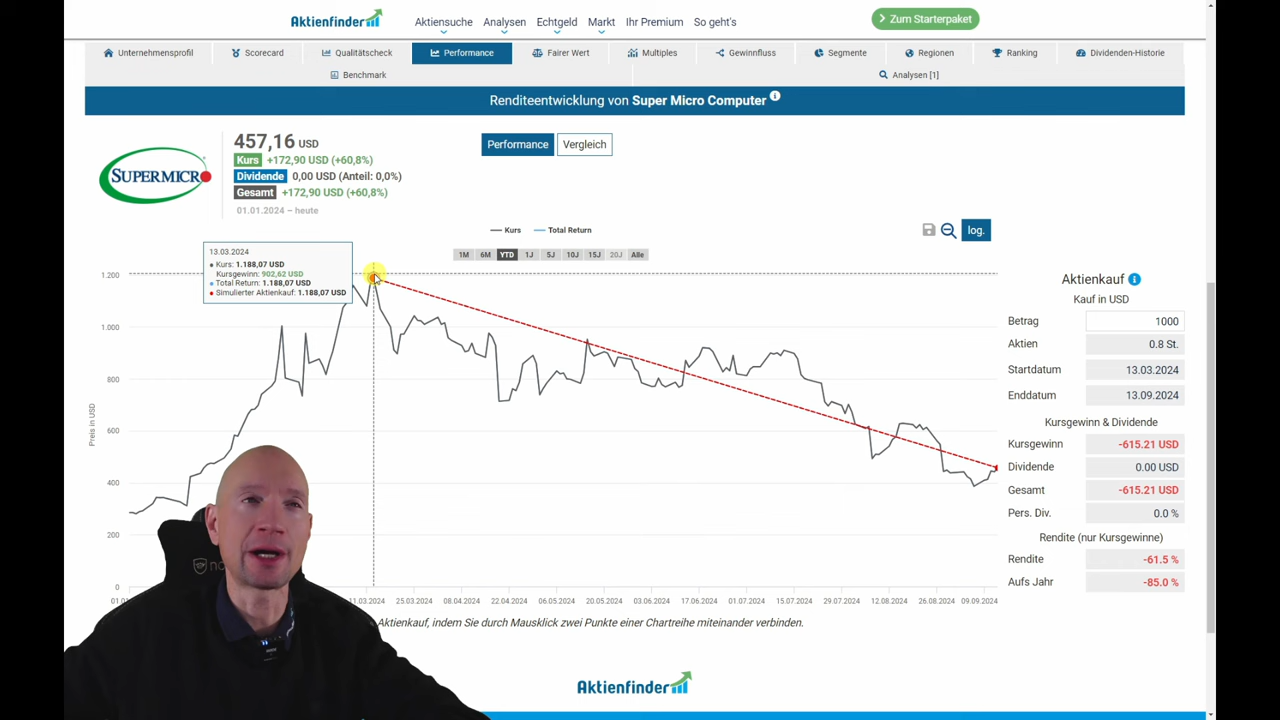 Aktienfinder
Aktiensuche Analysen Echtgeld Markt Ihr Premium So geht's
Zum Starterpaket
Unternehmensprofil Scorecard Qualitätscheck Performance Fairer Wert Multiples Gewinnfluss Segmente Regionen Ranking Dividenden-Historie
Benchmark Analysen [1]
Renditeentwicklung von Super Micro Computer
SUPERMICRO
457,16 USD
Kurs +172,90 USD (+60,8%)
Dividende 0,00 USD (Anteil: 0,0%)
Gesamt +172,90 USD (+60,8%)
01.01.2024 – heute
Performance Vergleich
Kurs Total Return
log.
1M 6M YTD 1J 5J 10J 15J 20J Alle
13.03.2024
Kurs: 1.188,07 USD
Kursgewinn: 902,62 USD
Total Return: 1.188,07 USD
Simulierter Aktienkauf: 1.188,07 USD
Preis in USD
1.200
1.000
800
600
400
200
0
11.03.2024 25.03.2024 08.04.2024 22.04.2024 06.05.2024 20.05.2024 03.06.2024 17.06.2024 01.07.2024 15.07.2024 29.07.2024 12.08.2024 26.08.2024 09.09.2024
Aktienkauf, indem Sie durch Mausklick zwei Punkte einer Chartreihe miteinander verbinden.
Aktienkauf
Kauf in USD
Betrag 1000
Aktien 0.8 St.
Startdatum 13.03.2024
Enddatum 13.09.2024
Kursgewinn & Dividende
Kursgewinn -615.21 USD
Dividende 0.00 USD
Gesamt -615.21 USD
Pers. Div. 0.0 %
Rendite (nur Kursgewinne)
Rendite -61.5 %
Aufs Jahr -85.0 %
Aktienfinder